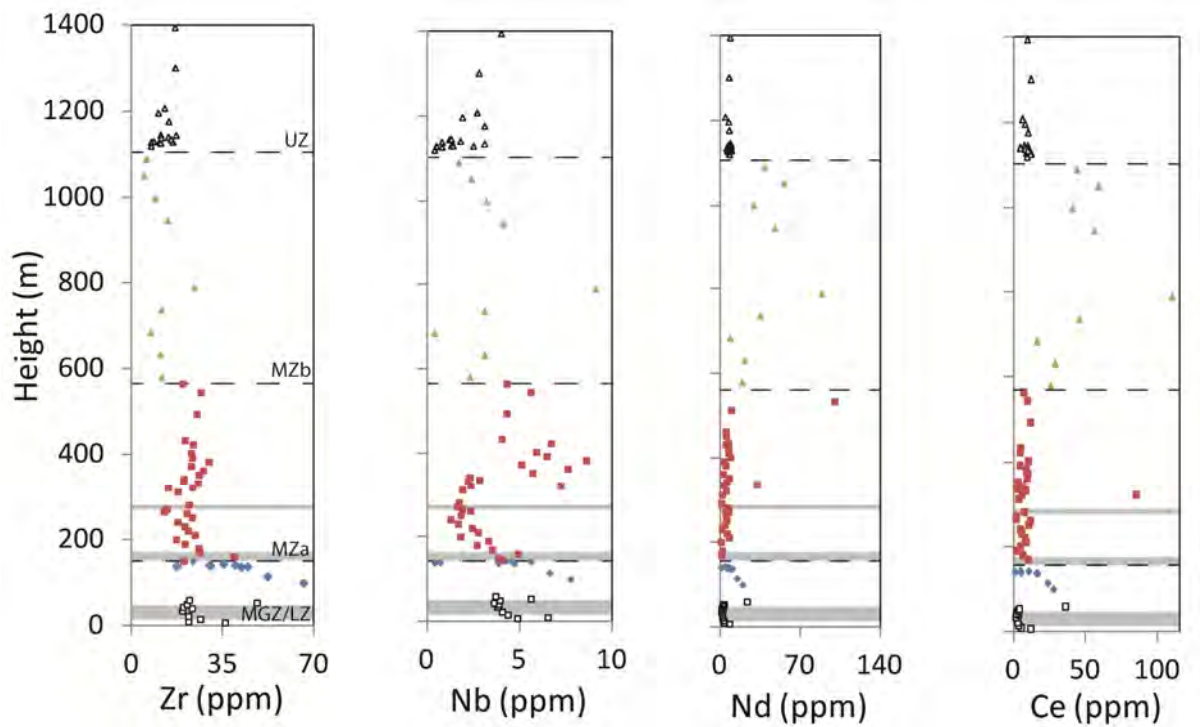 1400
1200
1000
800
600
400
200
0
Height (m)
UZ
MZb
MZa
MGZ/LZ
0 35 70
Zr (ppm)
0 5 10
Nb (ppm)
0 70 140
Nd (ppm)
0 50 100
Ce (ppm)